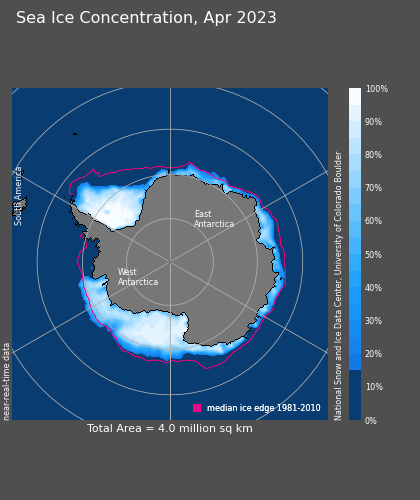 Sea Ice Concentration, Apr 2023
South America
near-real-time data
East
Antarctica
West
Antarctica
median ice edge 1981-2010
Total Area = 4.0 million sq km
National Snow and Ice Data Center, University of Colorado Boulder
100%
90%
80%
70%
60%
50%
40%
30%
20%
10%
0%